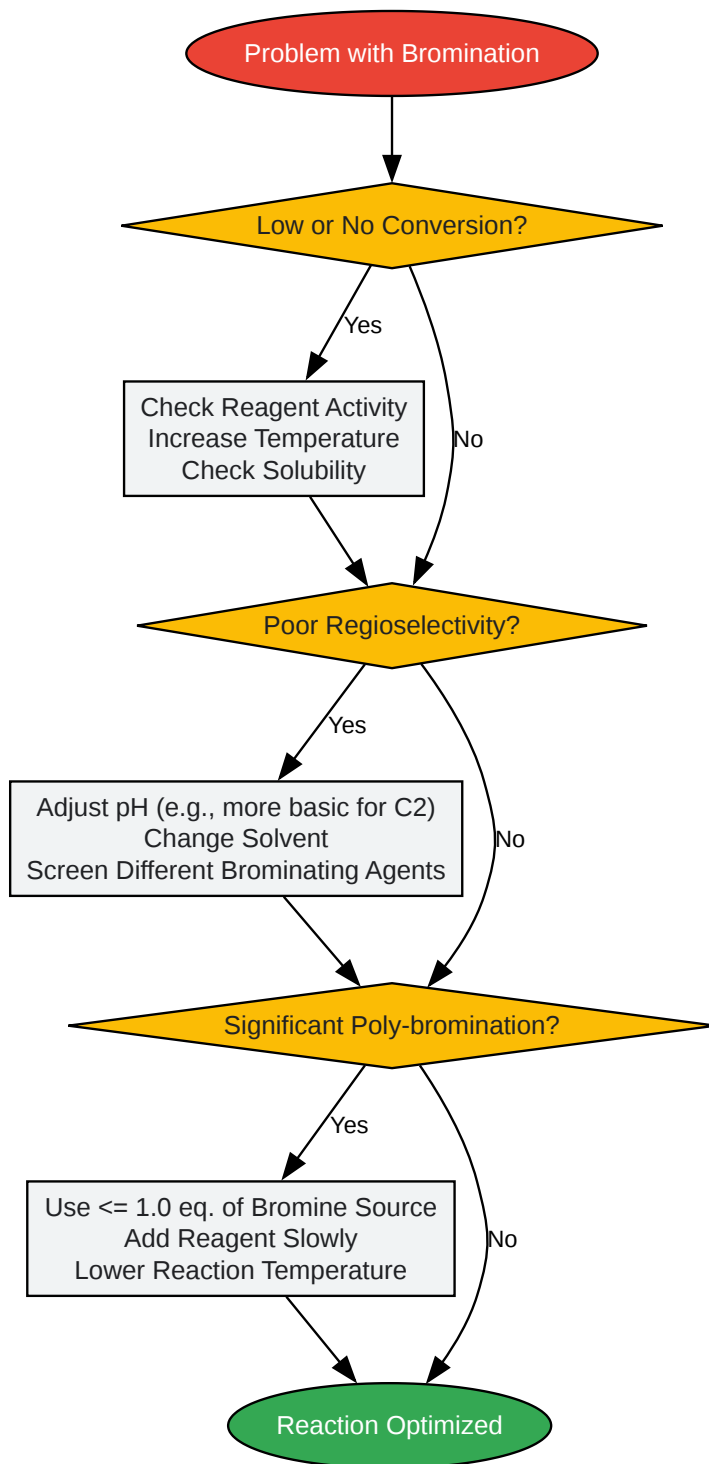 Problem with Bromination
Low or No Conversion?
Yes
Check Reagent Activity
Increase Temperature
Check Solubility
No
Poor Regioselectivity?
Yes
Adjust pH (e.g., more basic for C2)
Change Solvent
Screen Different Brominating Agents
No
Significant Poly-bromination?
Yes
Use <= 1.0 eq. of Bromine Source
Add Reagent Slowly
Lower Reaction Temperature
No
Reaction Optimized